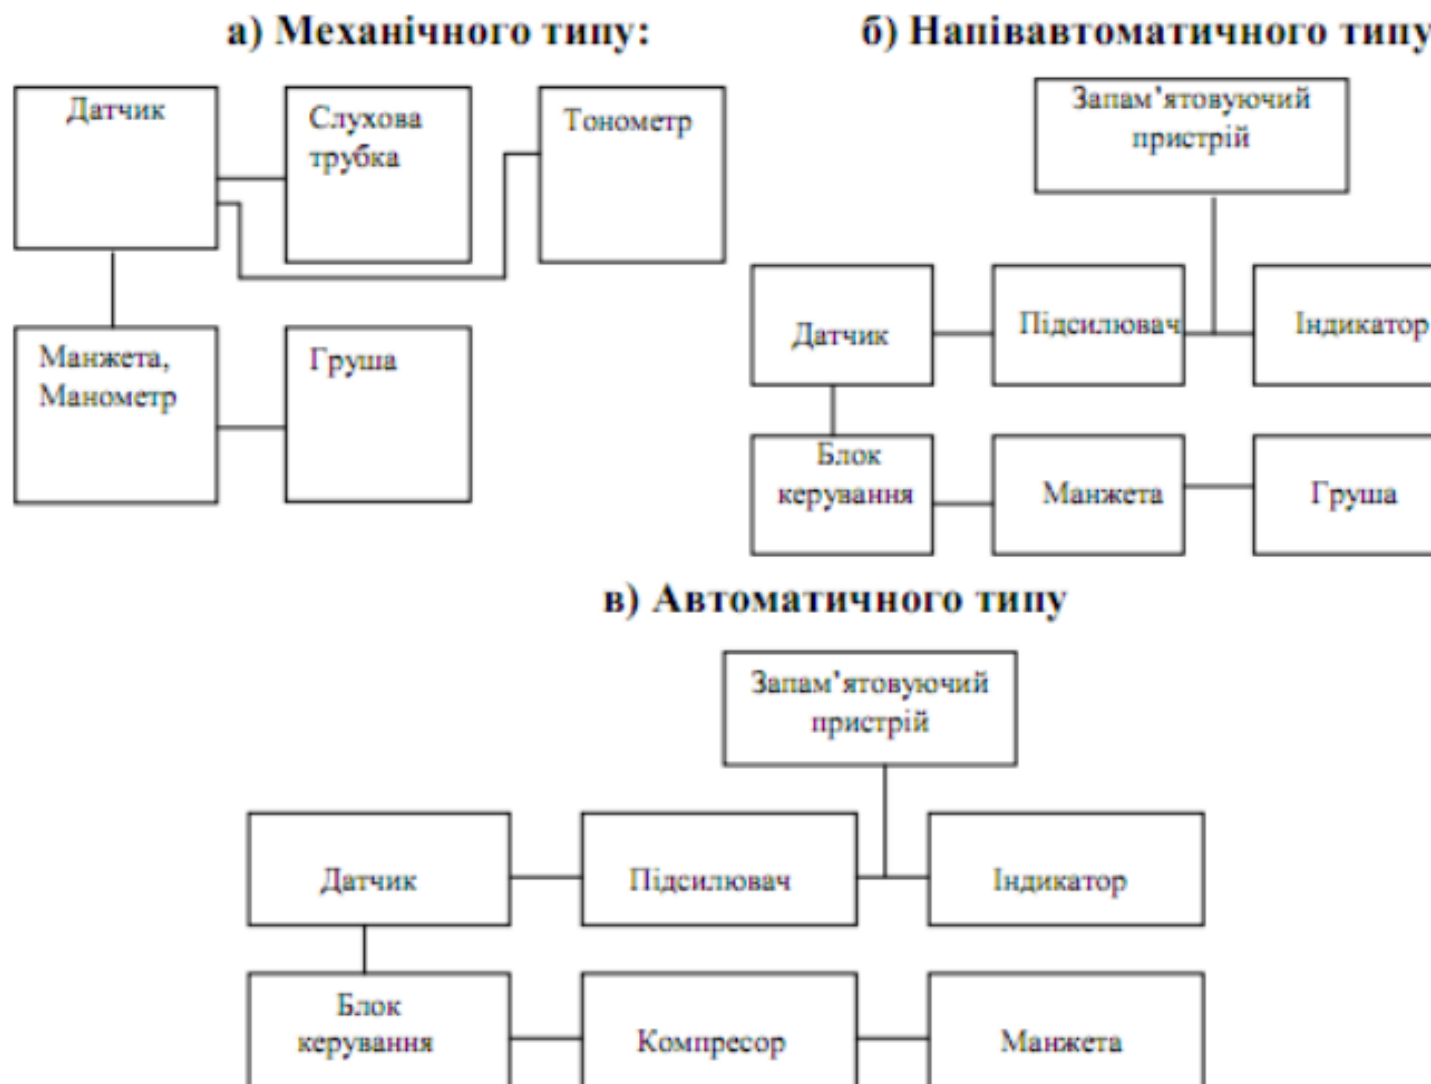 а) Механічного типу:
б) Напівавтоматичного типу
Датчик
Слухова
трубка
Тонометр
Манжета,
Манометр
Груша
Запам’ятовуючий
пристрій
Датчик
Підсилювач
Індикатор
Блок
керування
Манжета
Груша
в) Автоматичного типу
Запам’ятовуючий
пристрій
Датчик
Підсилювач
Індикатор
Блок
керування
Компресор
Манжета